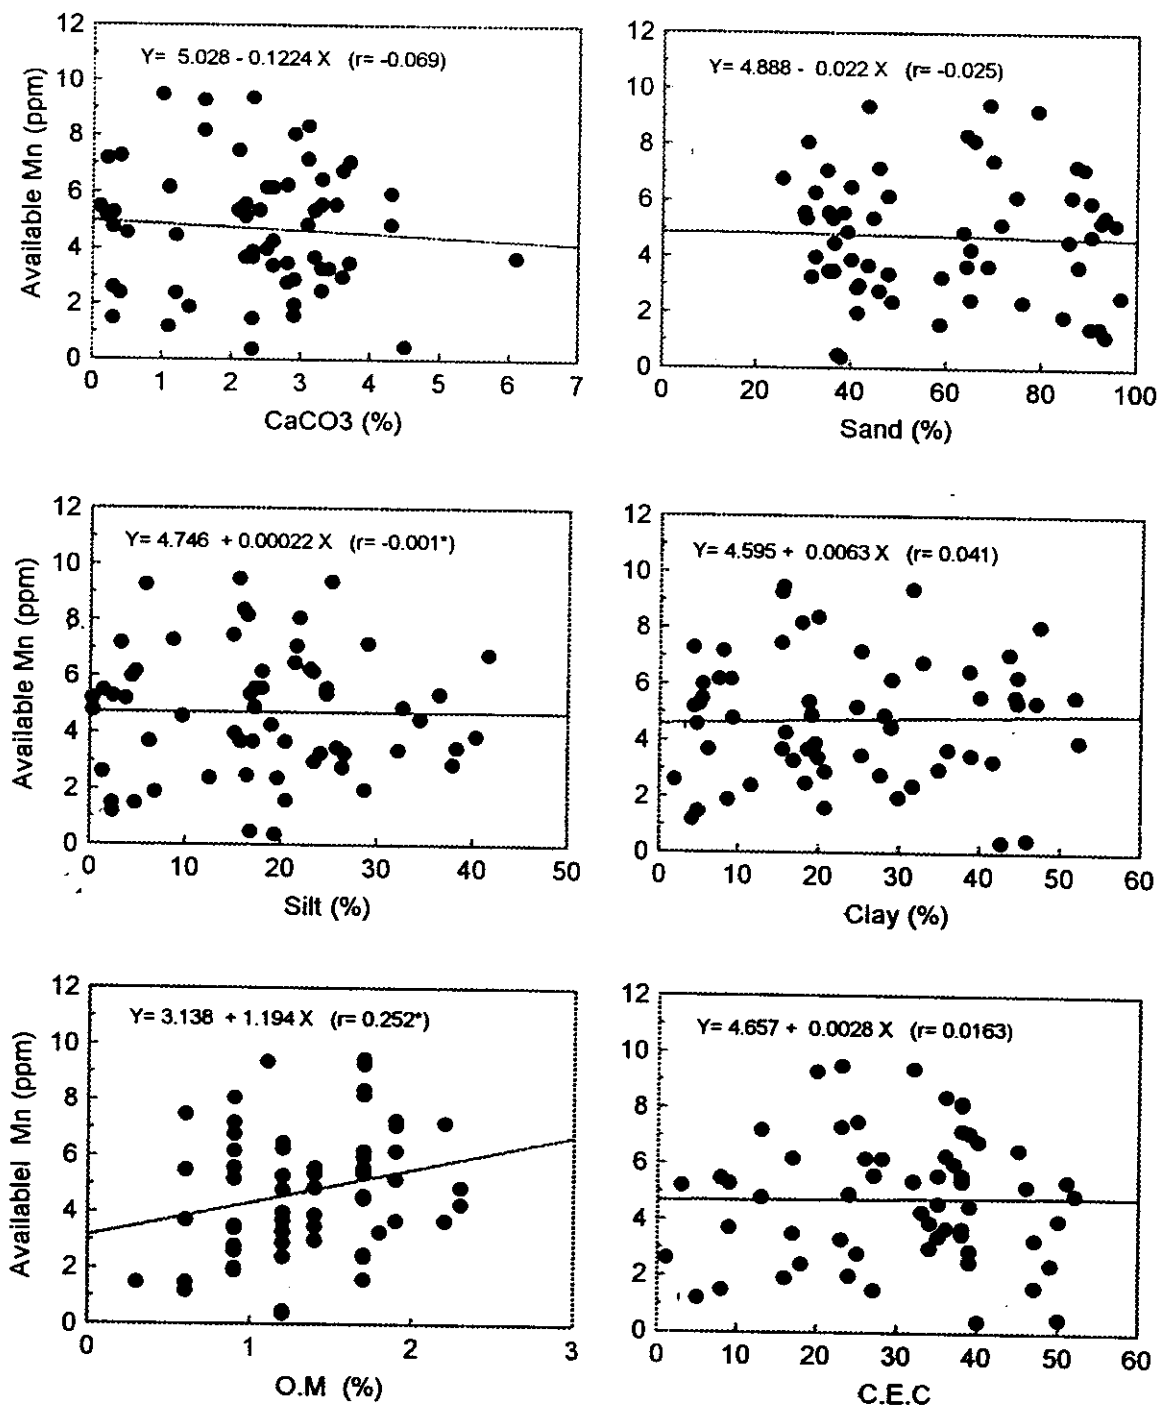 Y= 5.028 - 0.1224 X (r= -0.069)
Available Mn (ppm)
12
10
8
6
4
2
0
0 1 2 3 4 5 6 7
CaCO3 (%)
Y= 4.888 - 0.022 X (r= -0.025)
12
10
8
6
4
2
0
0 20 40 60 80 100
Sand (%)
Y= 4.746 + 0.00022 X (r= -0.001*)
Available Mn (ppm)
12
10
8
6
4
2
0
0 10 20 30 40 50
Silt (%)
Y= 4.595 + 0.0063 X (r= 0.041)
12
10
8
6
4
2
0
0 10 20 30 40 50 60
Clay (%)
Y= 3.138 + 1.194 X (r= 0.252*)
Availablel Mn (ppm)
12
10
8
6
4
2
0
0 1 2 3
O.M (%)
Y= 4.657 + 0.0028 X (r= 0.0163)
12
10
8
6
4
2
0
0 10 20 30 40 50 60
C.E.C